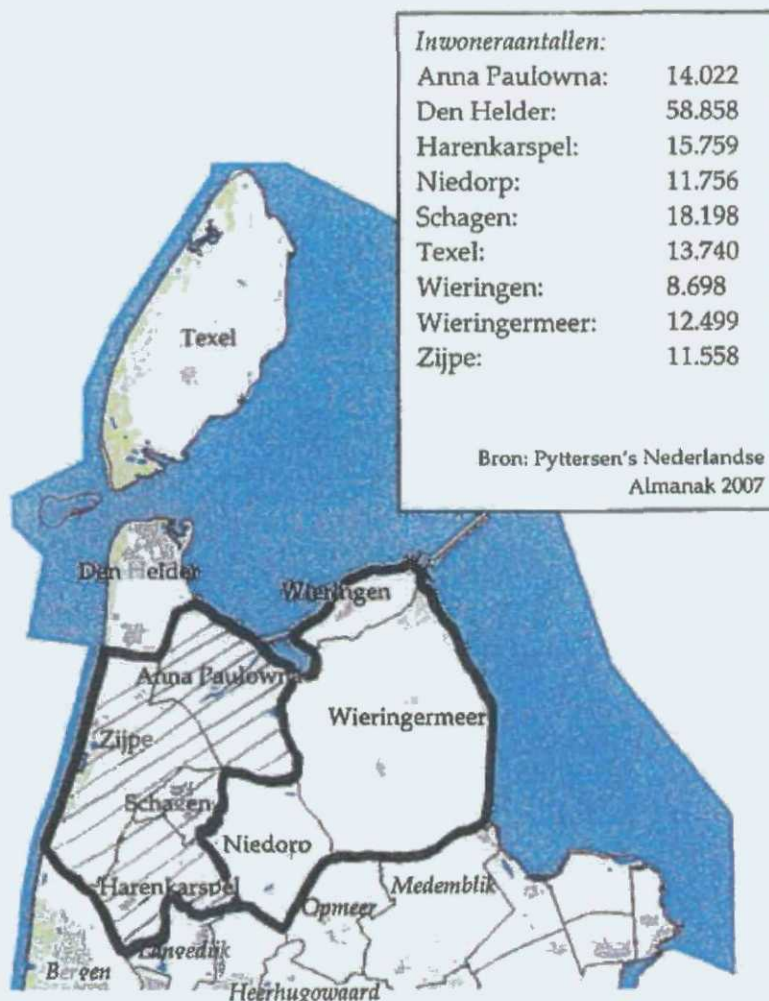 Inwoneraantallen:
Anna Paulowna: 14.022
Den Helder: 58.858
Harenkarspel: 15.759
Niedorp: 11.756
Schagen: 18.198
Texel: 13.740
Wieringen: 8.698
Wieringermeer: 12.499
Zijpe: 11.558
Bron: Pyttersen's Nederlandse
Almanak 2007
Texel
Den Helder
Wieringen
Anna Paulowna
Wieringermeer
Zijpe
Schagen
Niedorp
Harenkarspel
Medemblik
Opmeer
Langedijk
Bergen
Heerhugowaard